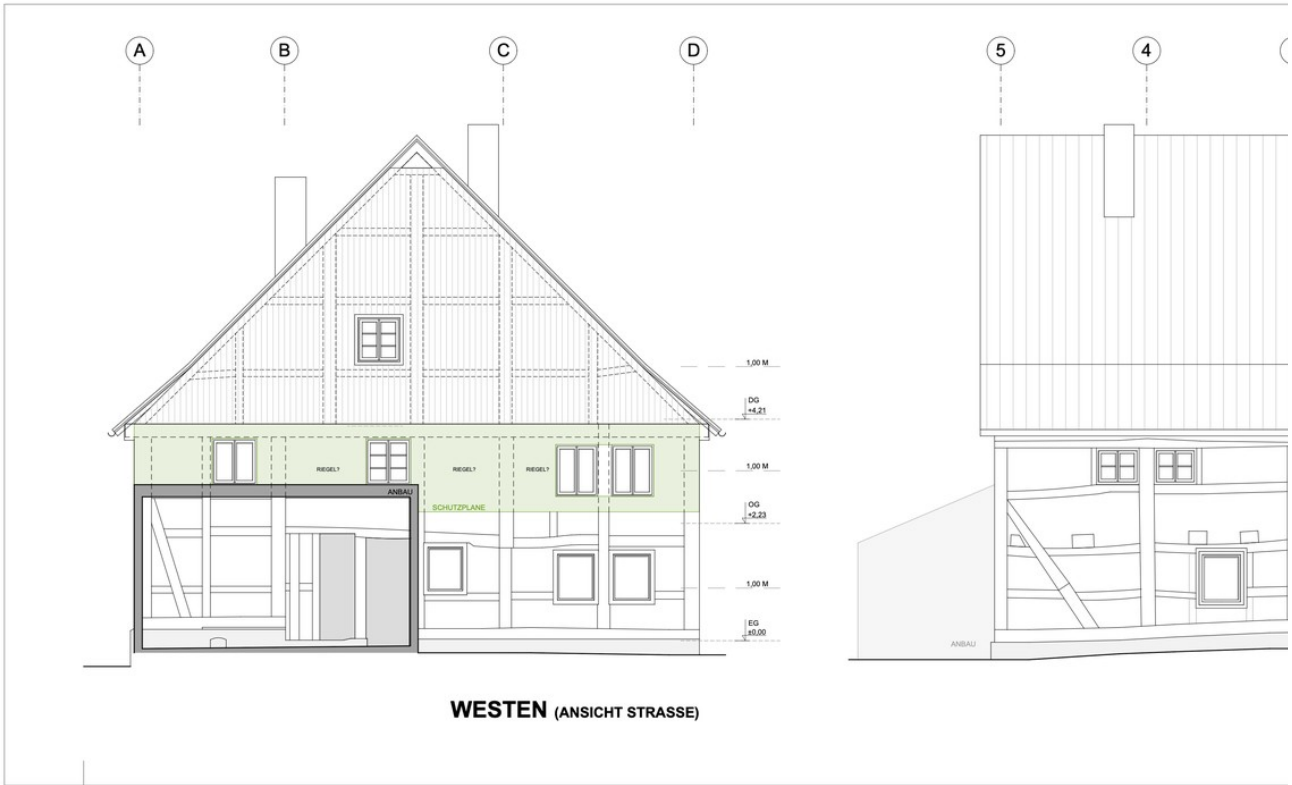 A
B
C
D
5
4
1,00 M
DG
+4,21
RIEGEL?
RIEGEL?
RIEGEL?
1,00 M
ANBAU
SCHUTZPLANE
OG
+2,23
1,00 M
EG
±0,00
ANBAU
WESTEN (ANSICHT STRASSE)